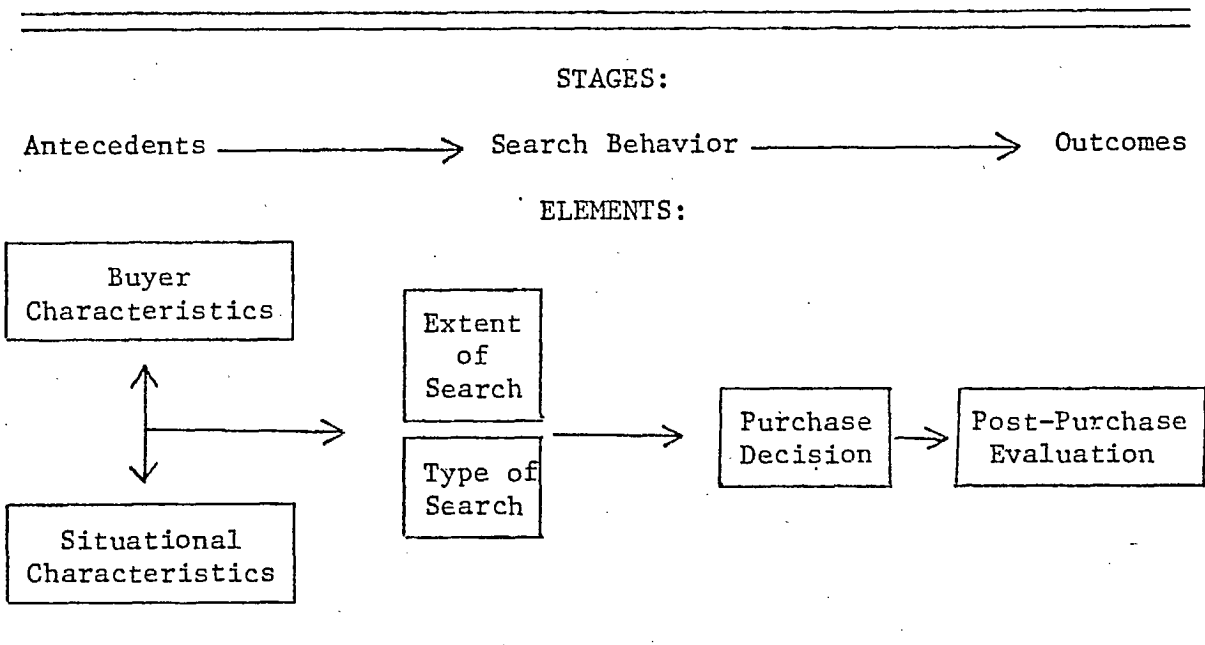 STAGES:
Antecedents Search Behavior Outcomes
ELEMENTS:
Buyer
Characteristics
Situational
Characteristics
Extent
of
Search
Type of
Search
Purchase
Decision
Post-Purchase
Evaluation